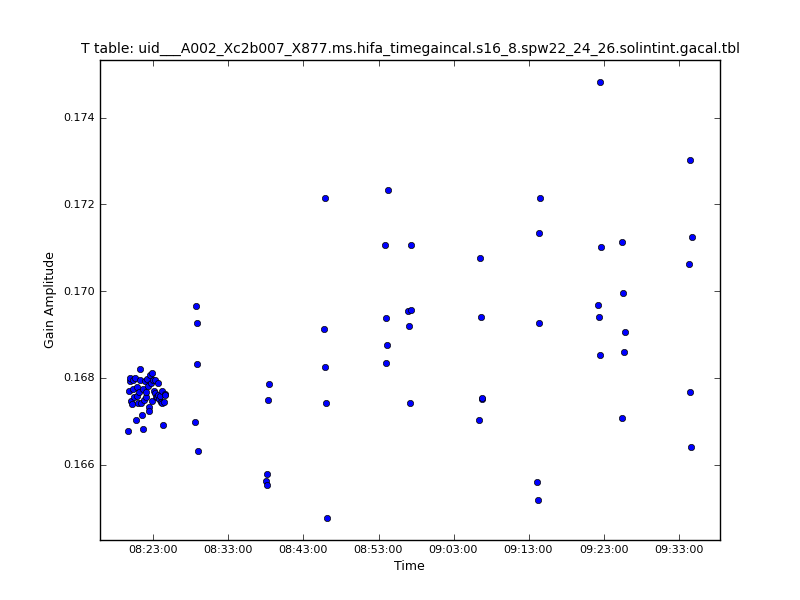 T table: uid___A002_Xc2b007_X877.ms.hifa_timegaincal.s16_8.spw22_24_26.solintint.gacal.tbl
0.174
0.172
0.170
0.168
0.166
Gain Amplitude
08:23:00 08:33:00 08:43:00 08:53:00 09:03:00 09:13:00 09:23:00 09:33:00
Time